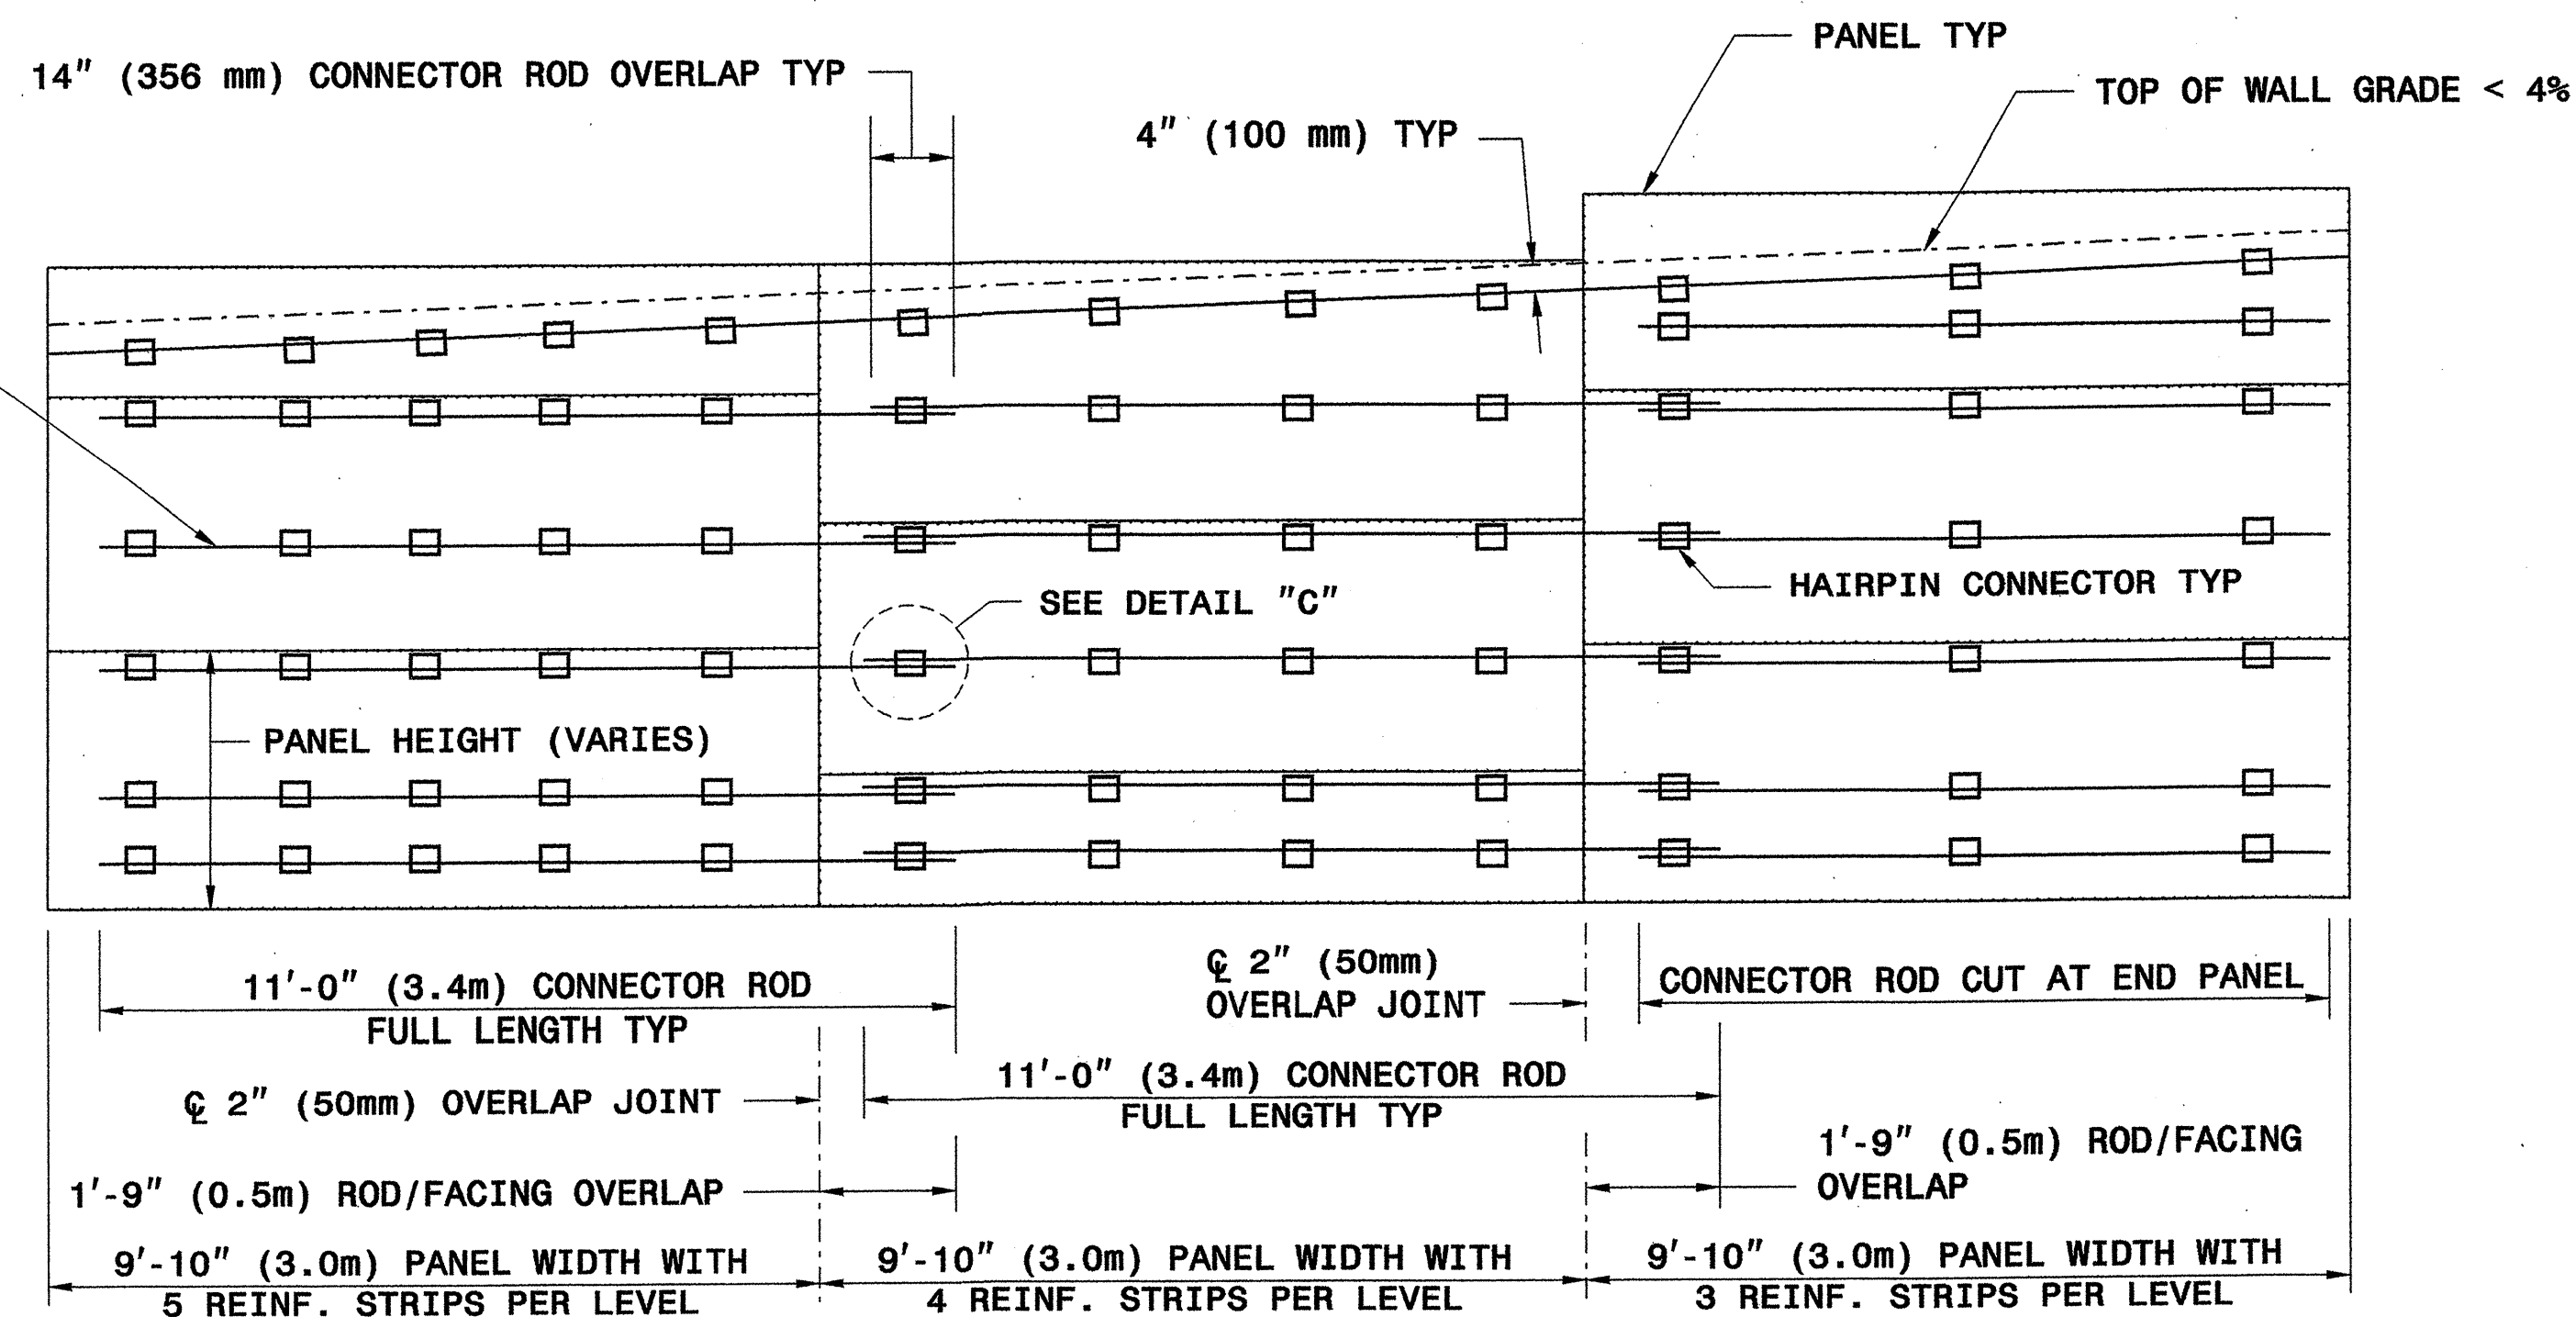 PANEL TYP
14" (356 mm) CONNECTOR ROD OVERLAP TYP
TOP OF WALL GRADE < 4%
4" (100 mm) TYP
HAIRPIN CONNECTOR TYP
SEE DETAIL "C"
PANEL HEIGHT (VARIES)
11'-0" (3.4m) CONNECTOR ROD
FULL LENGTH TYP
℄ 2" (50mm)
OVERLAP JOINT
CONNECTOR ROD CUT AT END PANEL
℄ 2" (50mm) OVERLAP JOINT
11'-0" (3.4m) CONNECTOR ROD
FULL LENGTH TYP
1'-9" (0.5m) ROD/FACING OVERLAP
1'-9" (0.5m) ROD/FACING
OVERLAP
9'-10" (3.0m) PANEL WIDTH WITH
5 REINF. STRIPS PER LEVEL
9'-10" (3.0m) PANEL WIDTH WITH
4 REINF. STRIPS PER LEVEL
9'-10" (3.0m) PANEL WIDTH WITH
3 REINF. STRIPS PER LEVEL